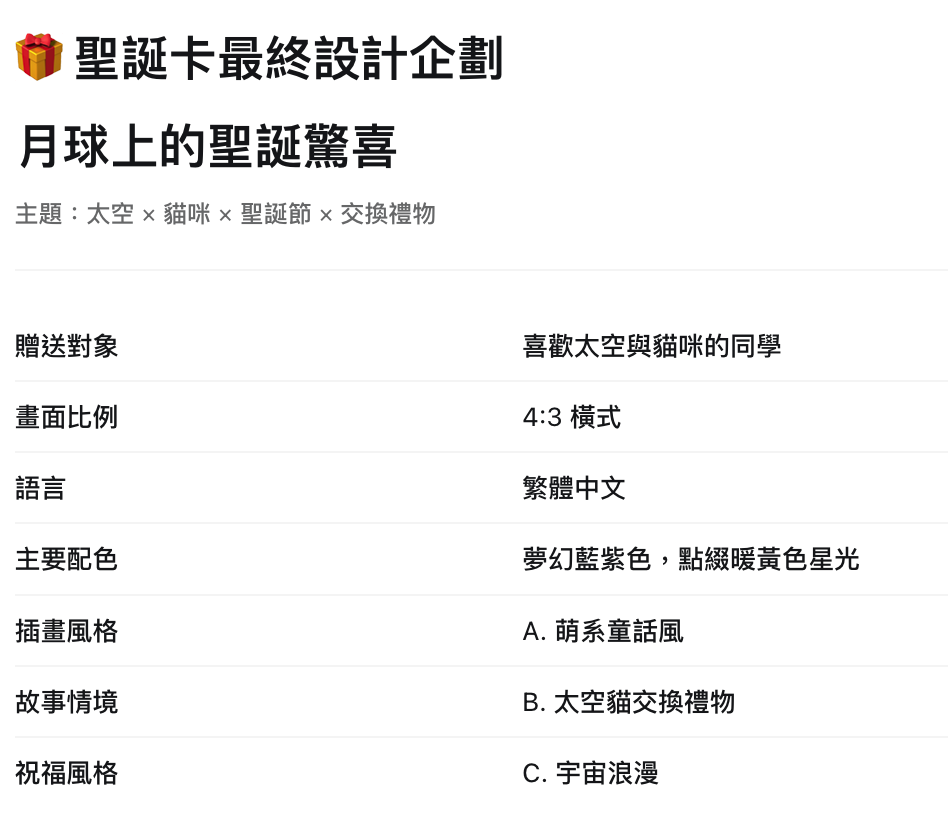 🎁 聖誕卡最終設計企劃
月球上的聖誕驚喜
主題：太空 × 貓咪 × 聖誕節 × 交換禮物
贈送對象 喜歡太空與貓咪的同學
畫面比例 4:3 橫式
語言 繁體中文
主要配色 夢幻藍紫色，點綴暖黃色星光
插畫風格 A. 萌系童話風
故事情境 B. 太空貓交換禮物
祝福風格 C. 宇宙浪漫